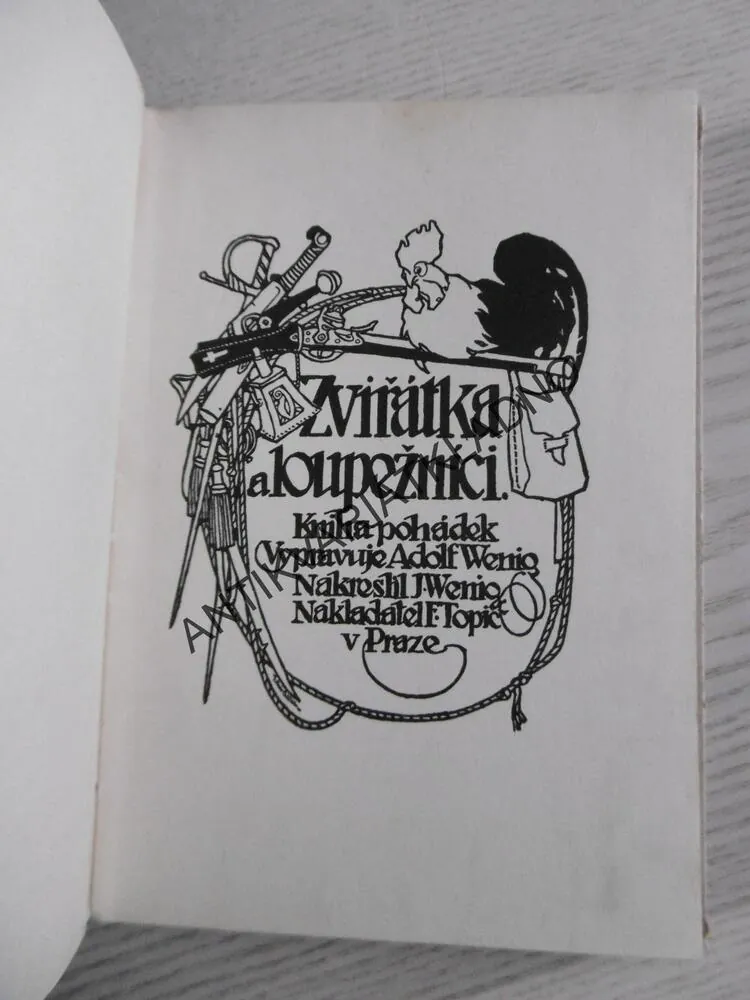 Zvířátka
a loupežníci.
Kniha pohádek
Vypravuje Adolf Wenig
Nakreslil J. Wenig
Nakladatel F. Topič
v Praze